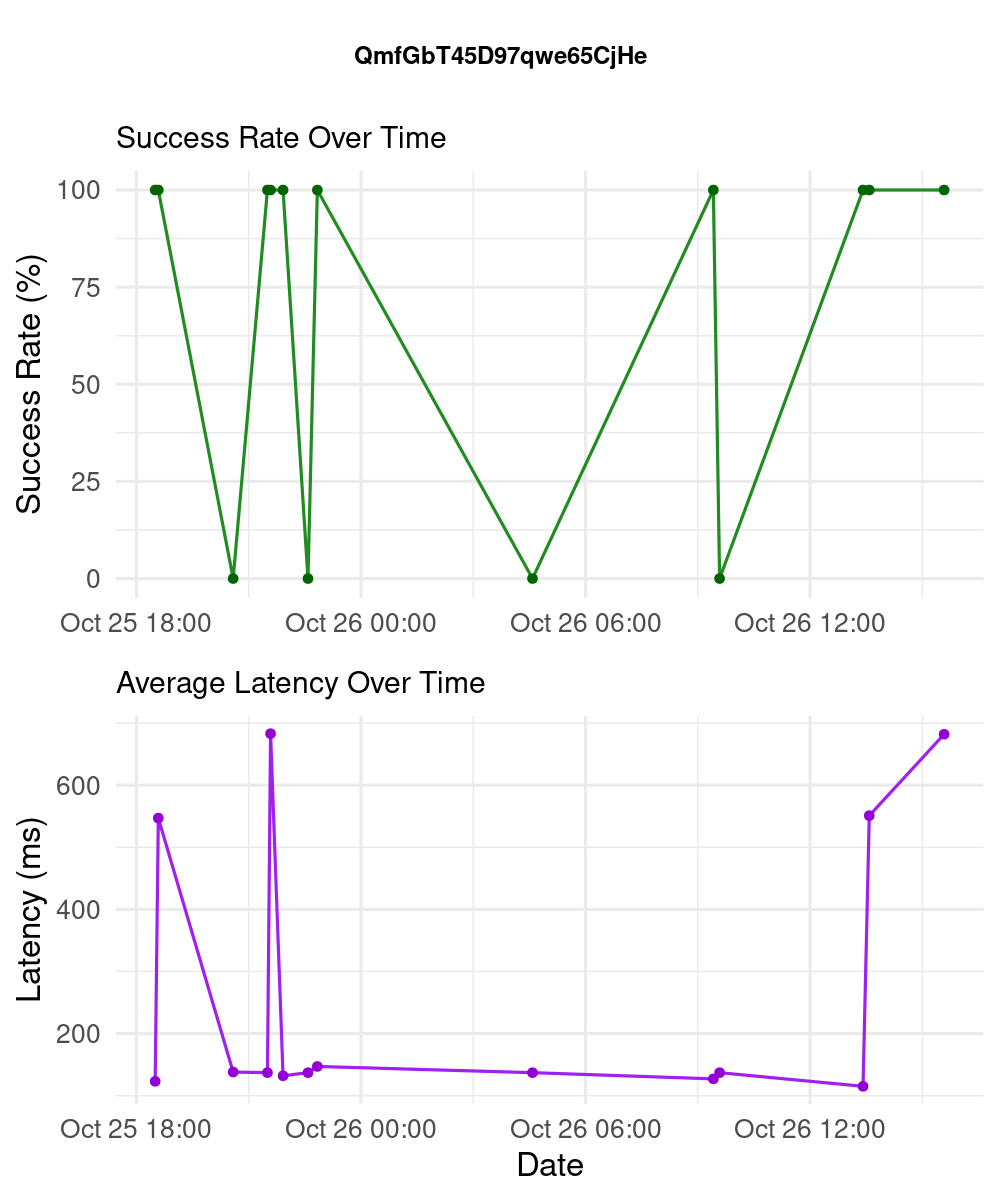 QmfGbT45D97qwe65CjHe
Success Rate Over Time
Success Rate (%)
100
75
50
25
0
Oct 25 18:00 Oct 26 00:00 Oct 26 06:00 Oct 26 12:00
Average Latency Over Time
Latency (ms)
600
400
200
Oct 25 18:00 Oct 26 00:00 Oct 26 06:00 Oct 26 12:00
Date